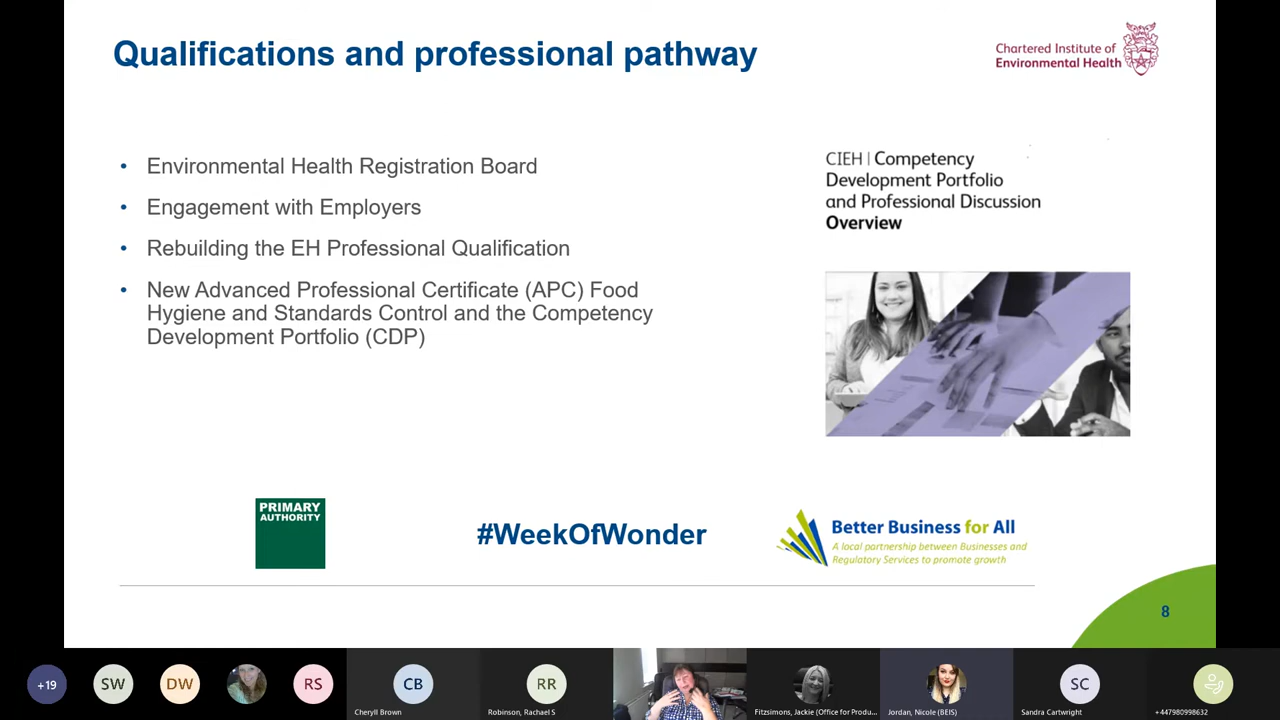 Qualifications and professional pathway
Chartered Institute of
Environmental Health
• Environmental Health Registration Board
• Engagement with Employers
• Rebuilding the EH Professional Qualification
• New Advanced Professional Certificate (APC) Food
Hygiene and Standards Control and the Competency
Development Portfolio (CDP)
CIEH | Competency
Development Portfolio
and Professional Discussion
Overview
PRIMARY
AUTHORITY
#WeekOfWonder
Better Business for All
A local partnership between Businesses and
Regulatory Services to promote growth
8
+19
SW
DW
RS
CB
Cheryll Brown
RR
Robinson, Rachael S
Fitzsimons, Jackie (Office for Produ...
Jordan, Nicole (BEIS)
SC
Sandra Cartwright
+447980998632